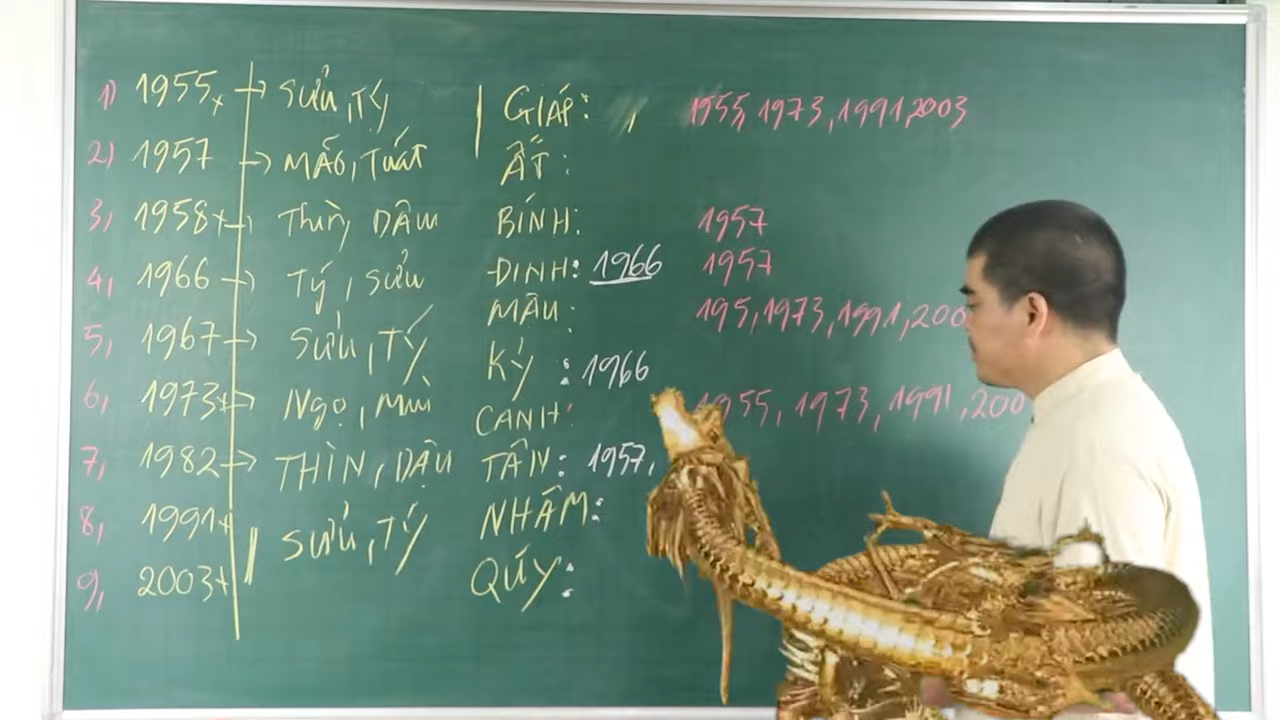 1) 1955x → SửU, Tỵ
2) 1957 → MÃO, TuấT
3, 1958+ → Thìn, DẬU
4, 1966 → Tý, SửU
5, 1967 → SửU, TÝ
6, 1973+ → Ngọ, Mùi
7, 1982 → THÌN, DẬU
8, 1991+ SửU, TÝ
9, 2003+
GIÁP: , 1955, 1973, 1991, 2003
ẤT:
BÍNH: 1957
ĐINH: 1966 1957
MẬU: 195, 1973, 1991, 200
KỶ: 1966
CANH: 1955, 1973, 1991, 200
TÂN: 1957,
NHÂM:
QÚY: